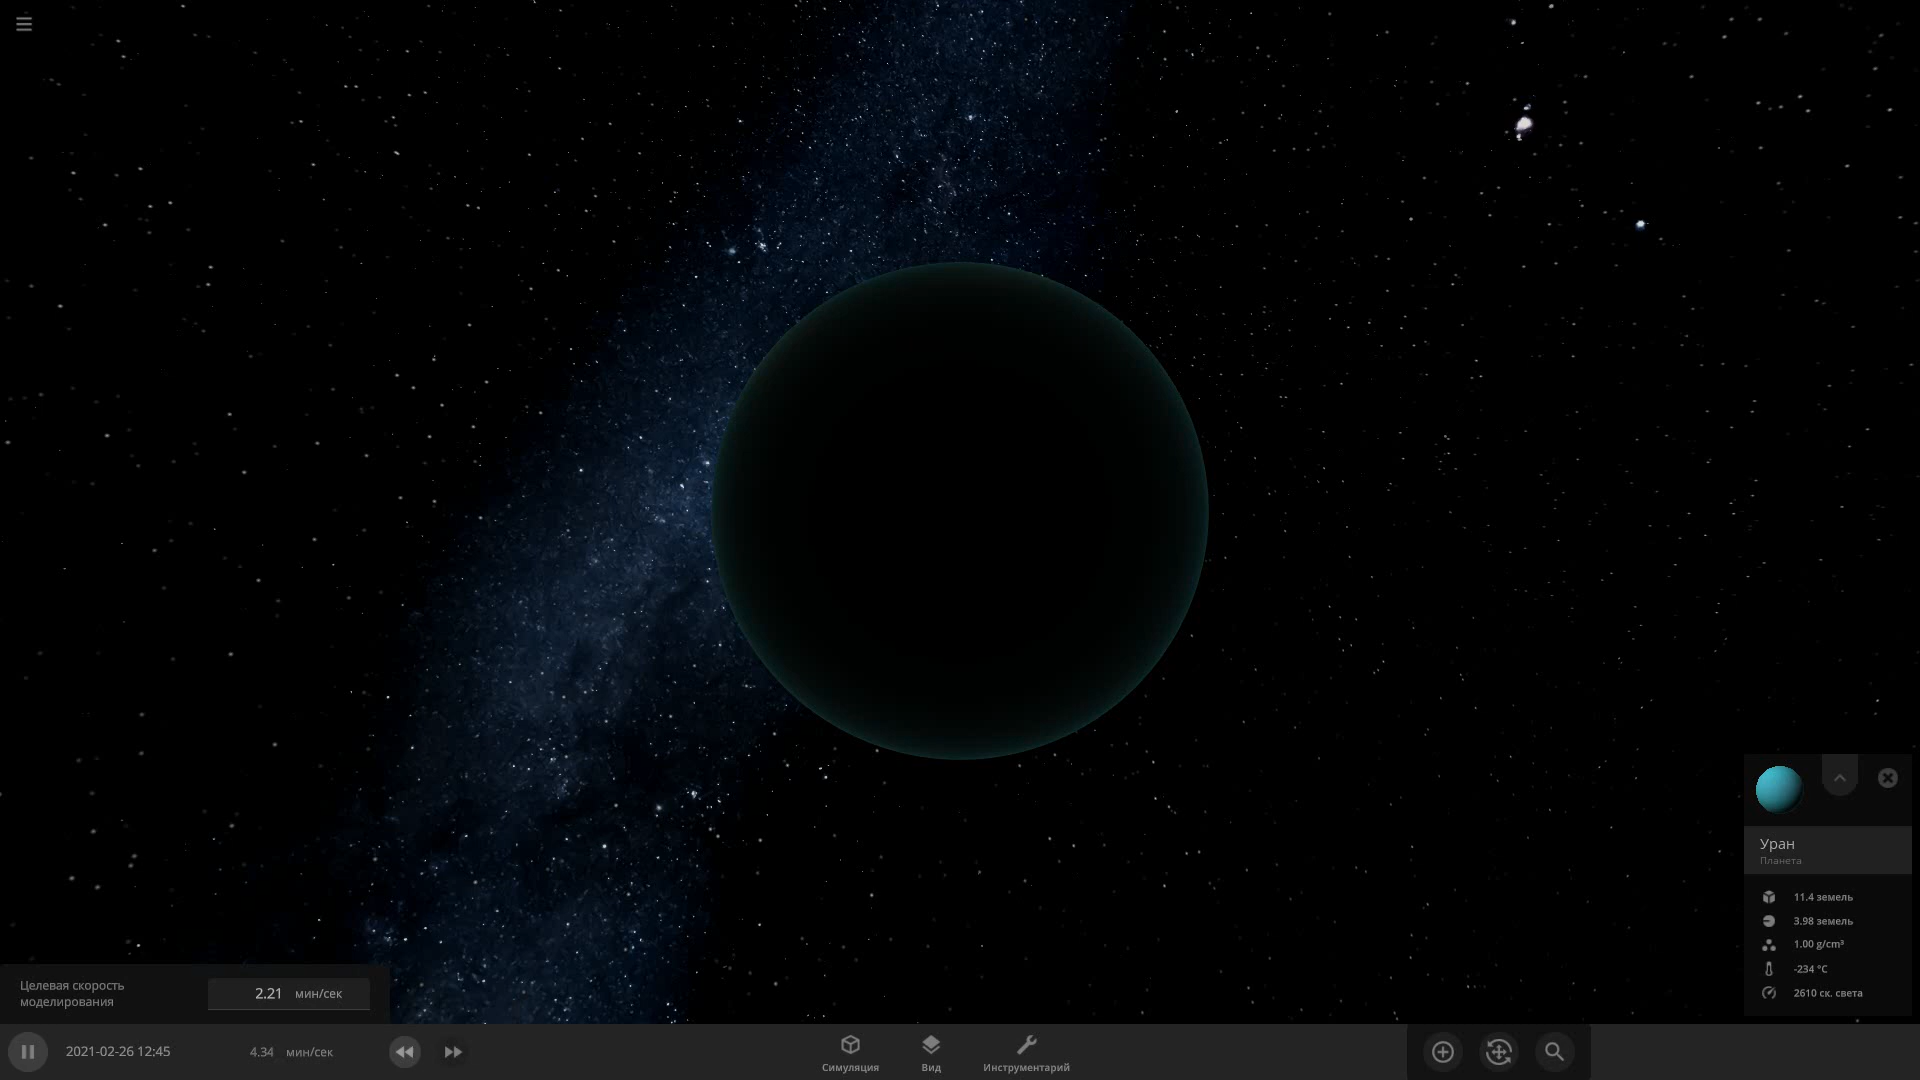 Уран
Планета
11.4 земель
3.98 земель
1.00 g/cm³
-234 °C
2610 ск. света
Целевая скорость
моделирования
2.21 мин/сек
2021-02-26 12:45
4.34 мин/сек
Симуляция
Вид
Инструментарий